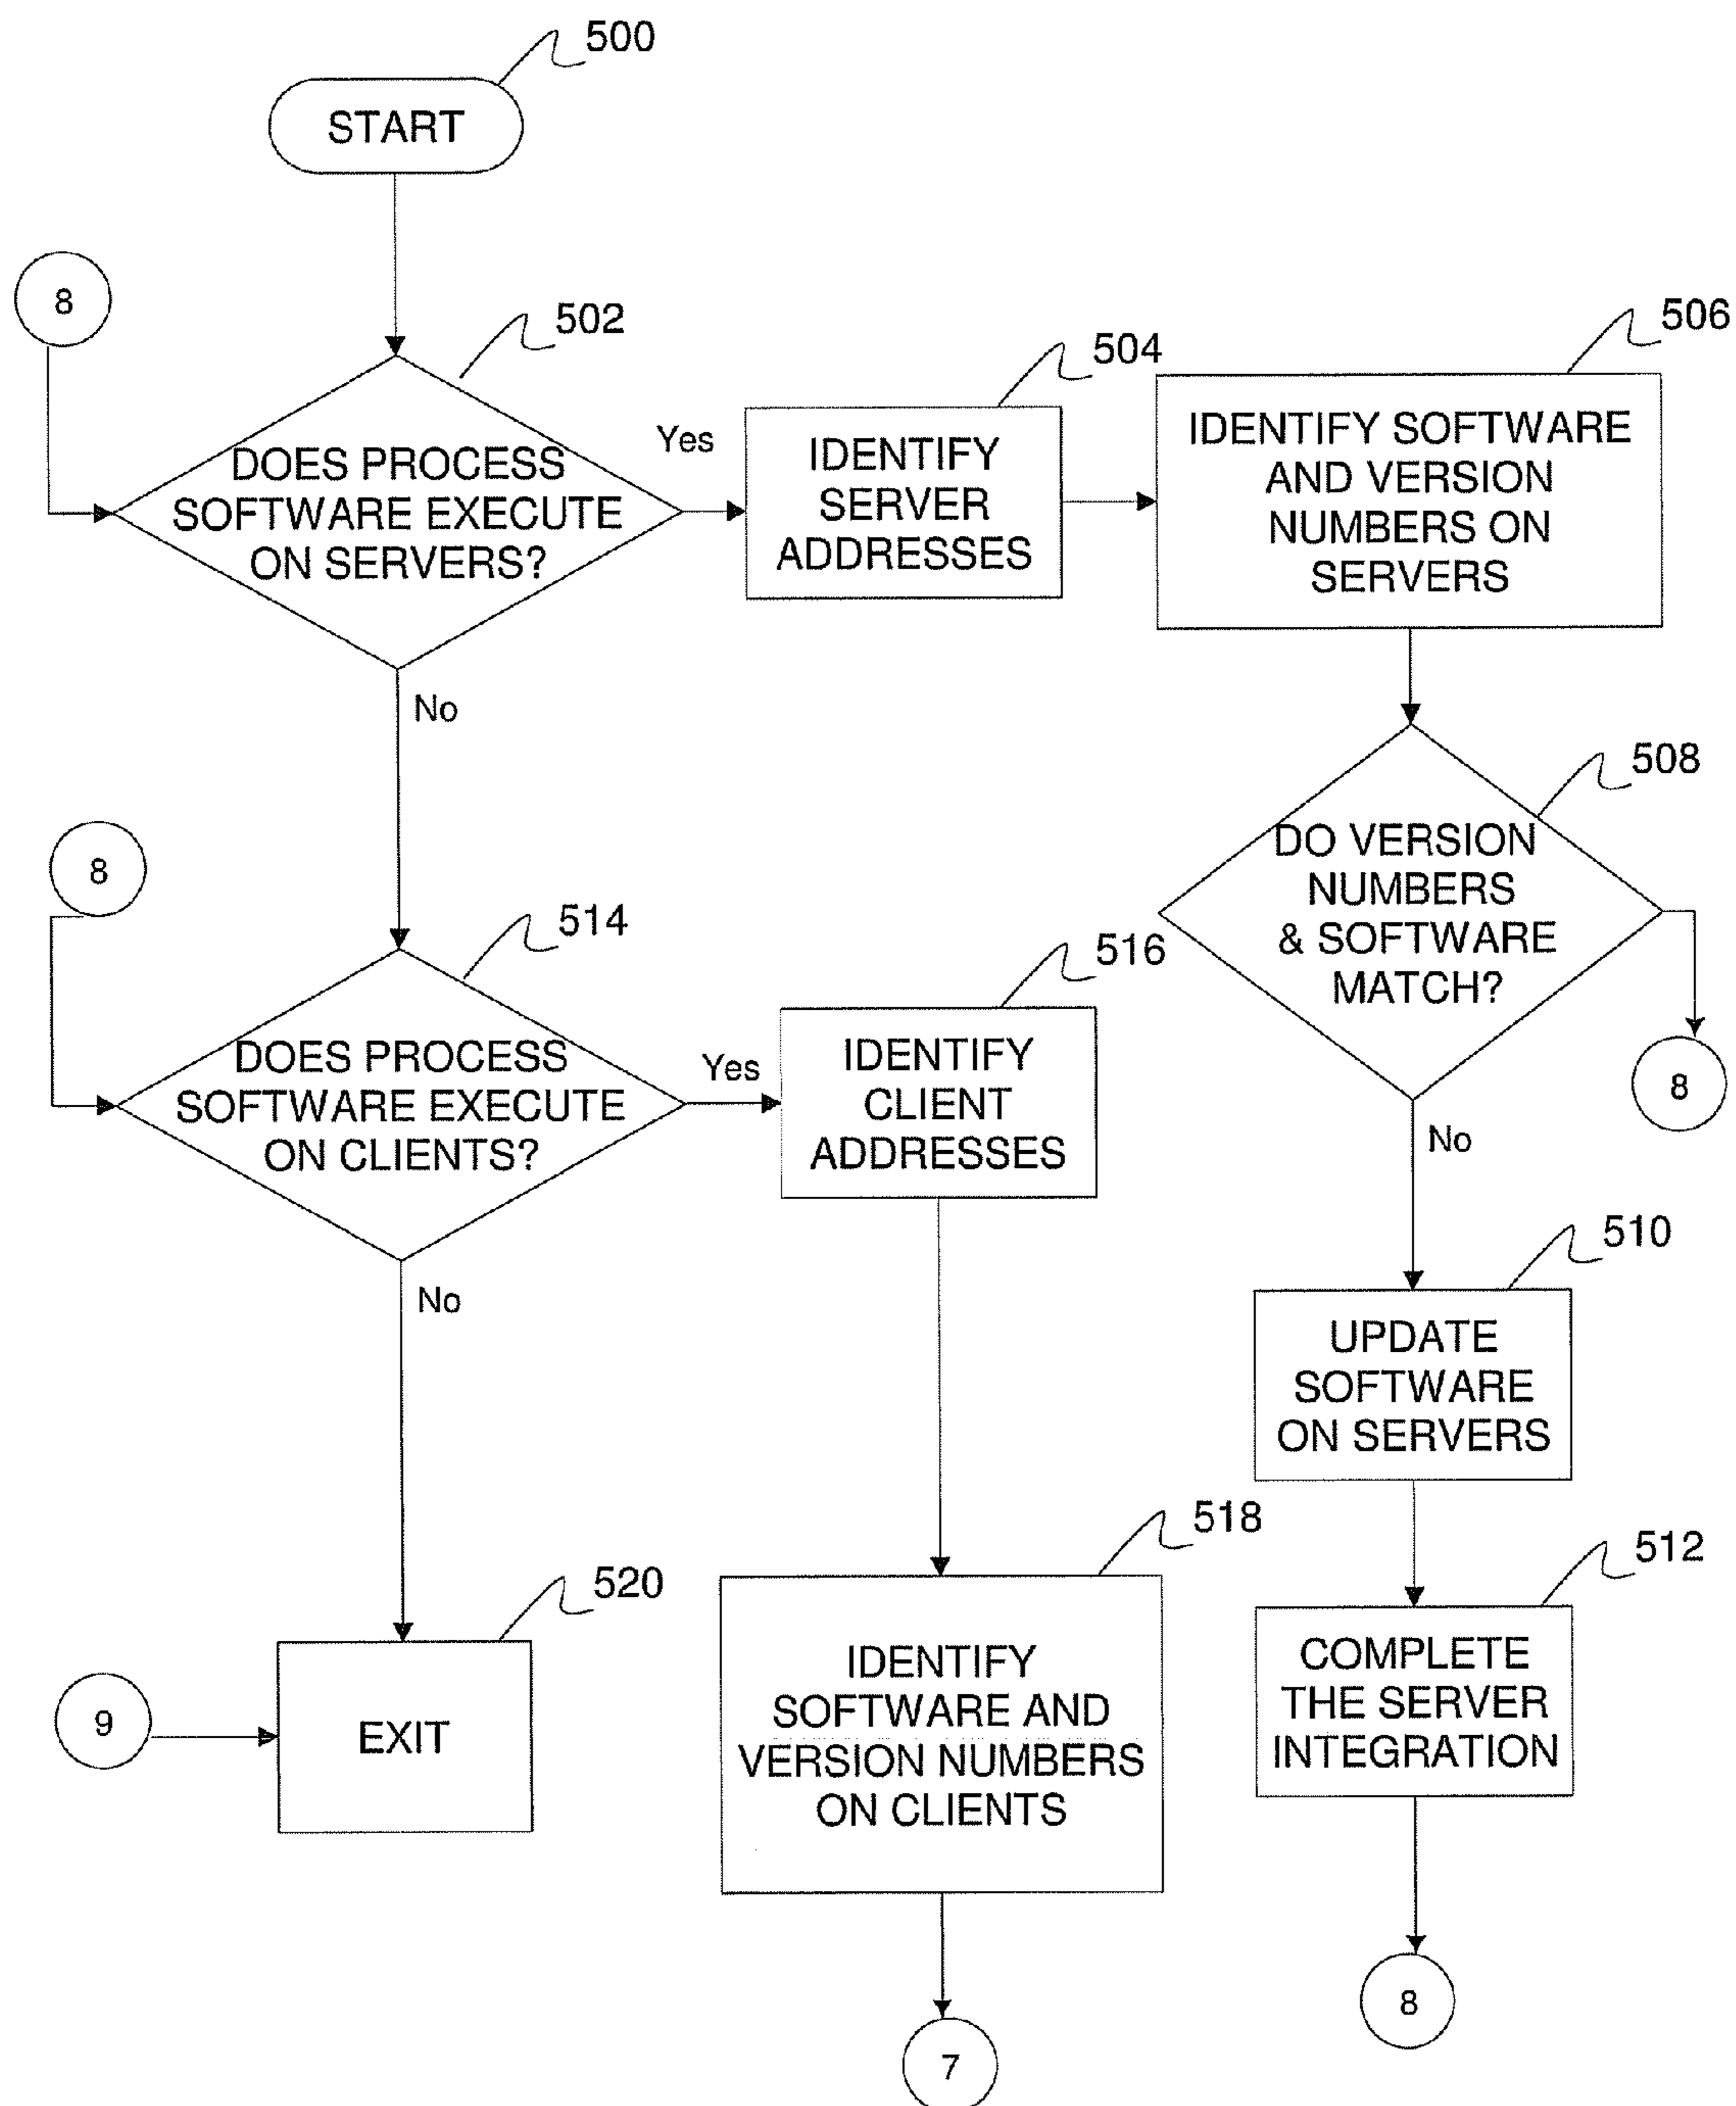 500
START
8
502
DOES PROCESS
SOFTWARE EXECUTE
ON SERVERS?
Yes
504
IDENTIFY
SERVER
ADDRESSES
506
IDENTIFY SOFTWARE
AND VERSION
NUMBERS ON
SERVERS
No
508
DO VERSION
NUMBERS
& SOFTWARE
MATCH?
8
No
8
514
DOES PROCESS
SOFTWARE EXECUTE
ON CLIENTS?
Yes
516
IDENTIFY
CLIENT
ADDRESSES
No
510
UPDATE
SOFTWARE
ON SERVERS
520
EXIT
9
518
IDENTIFY
SOFTWARE AND
VERSION NUMBERS
ON CLIENTS
7
512
COMPLETE
THE SERVER
INTEGRATION
8